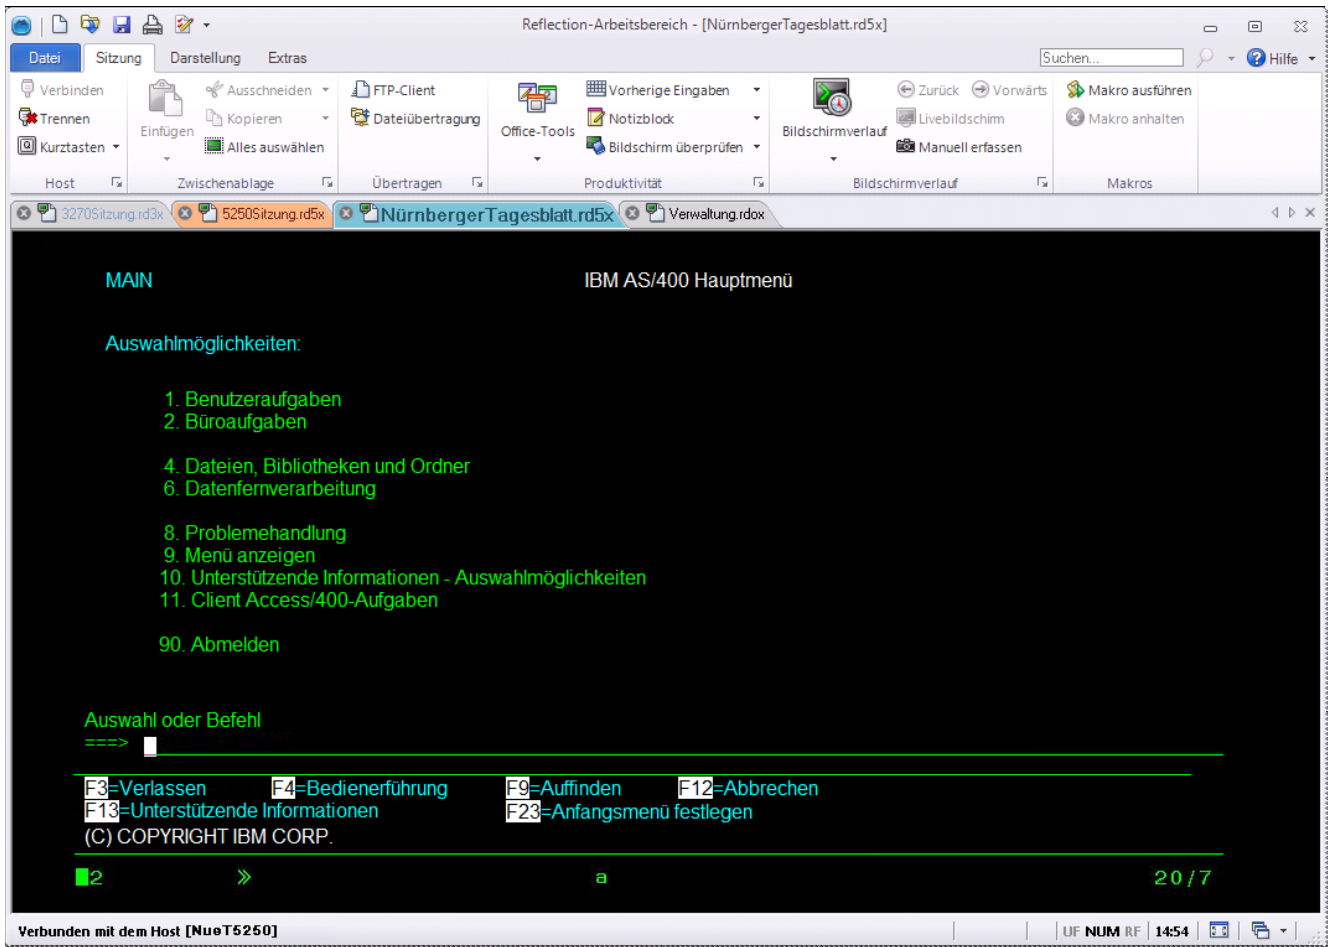 Reflection-Arbeitsbereich - [NürnbergerTagesblatt.rd5x]
Datei Sitzung Darstellung Extras Suchen... Hilfe
Verbinden Ausschneiden FTP-Client Vorherige Eingaben Zurück Vorwärts Makro ausführen
Trennen Kopieren Dateiübertragung Notizblock Livebildschim Makro anhalten
Einfügen Office-Tools Bildschirmverlauf
Kurztasten Alles auswählen Bildschirm überprüfen Manuell erfassen
Host Zwischenablage Übertragen Produktivität Bildschirmverlauf Makros
3270Sitzung.rd3x 5250Sitzung.rd5x NürnbergerTagesblatt.rd5x Verwaltung.rdox
MAIN IBM AS/400 Hauptmenü
Auswahlmöglichkeiten:
1. Benutzeraufgaben
2. Büroaufgaben
4. Dateien, Bibliotheken und Ordner
6. Datenfernverarbeitung
8. Problemehandlung
9. Menü anzeigen
10. Unterstützende Informationen - Auswahlmöglichkeiten
11. Client Access/400-Aufgaben
90. Abmelden
Auswahl oder Befehl
===>
F3=Verlassen F4=Bedienerführung F9=Auffinden F12=Abbrechen
F13=Unterstützende Informationen F23=Anfangsmenü festlegen
(C) COPYRIGHT IBM CORP.
2 » a 20/7
Verbunden mit dem Host [NueT5250] UF NUM RF 14:54